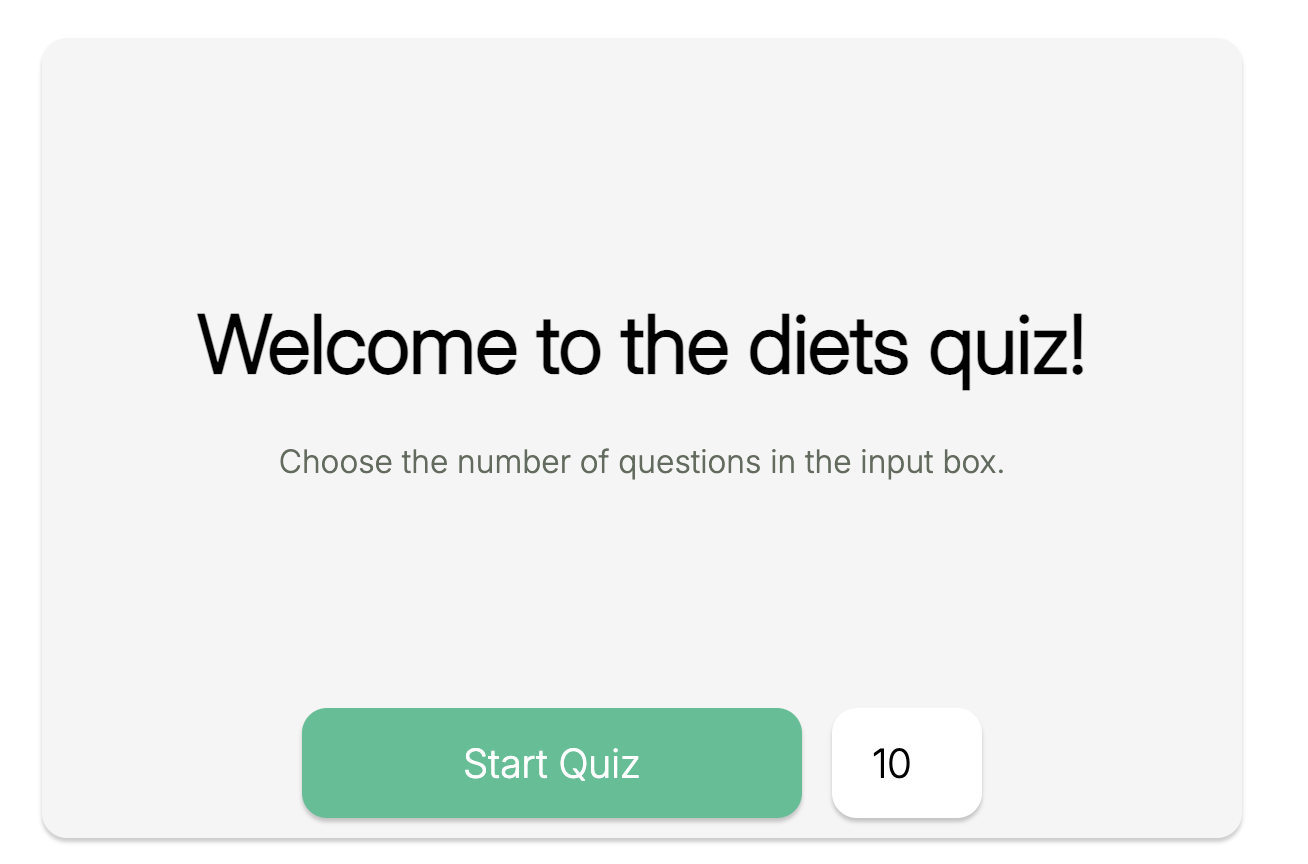 Welcome to the diets quiz!
Choose the number of questions in the input box.
Start Quiz
10